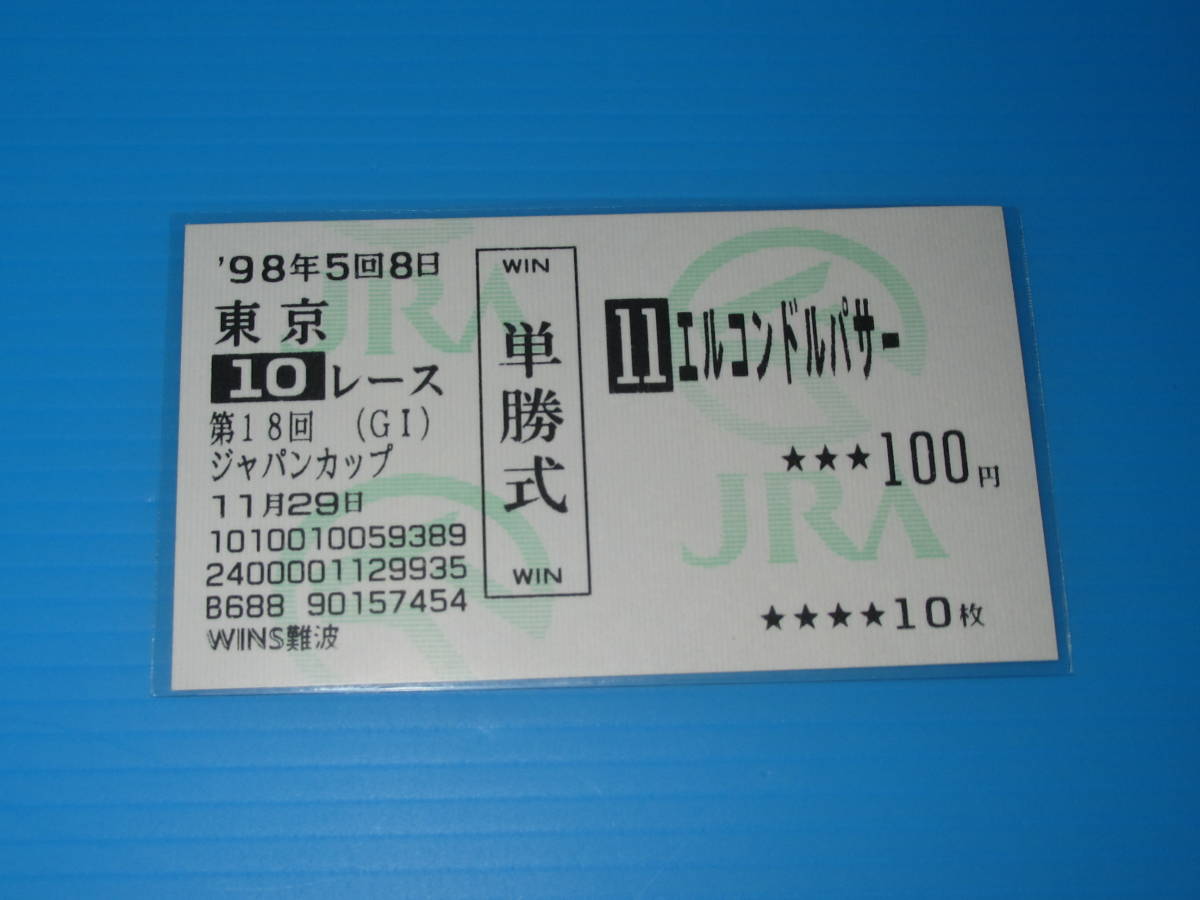 '98年5回8日
東京
10レース
第18回 (GI)
ジャパンカップ
11月29日
1010010059389
2400001129935
B688 90157454
WINS難波
WIN
単勝式
WIN
11エルコンドルパサー
★★★100円
★★★★10枚
JRA
JRA